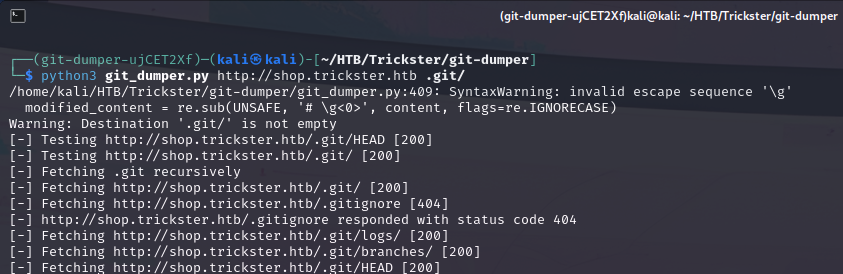 (git-dumper-ujCET2Xf)kali@kali: ~/HTB/Trickster/git-dumper
┌──(git-dumper-ujCET2Xf)─(kali㉿kali)-[~/HTB/Trickster/git-dumper]
└─$ python3 git_dumper.py http://shop.trickster.htb .git/
/home/kali/HTB/Trickster/git-dumper/git_dumper.py:409: SyntaxWarning: invalid escape sequence '\g'
  modified_content = re.sub(UNSAFE, '# \g<0>', content, flags=re.IGNORECASE)
Warning: Destination '.git/' is not empty
[-] Testing http://shop.trickster.htb/.git/HEAD [200]
[-] Testing http://shop.trickster.htb/.git/ [200]
[-] Fetching .git recursively
[-] Fetching http://shop.trickster.htb/.git/ [200]
[-] Fetching http://shop.trickster.htb/.gitignore [404]
[-] http://shop.trickster.htb/.gitignore responded with status code 404
[-] Fetching http://shop.trickster.htb/.git/logs/ [200]
[-] Fetching http://shop.trickster.htb/.git/branches/ [200]
[-] Fetching http://shop.trickster.htb/.git/HEAD [200]